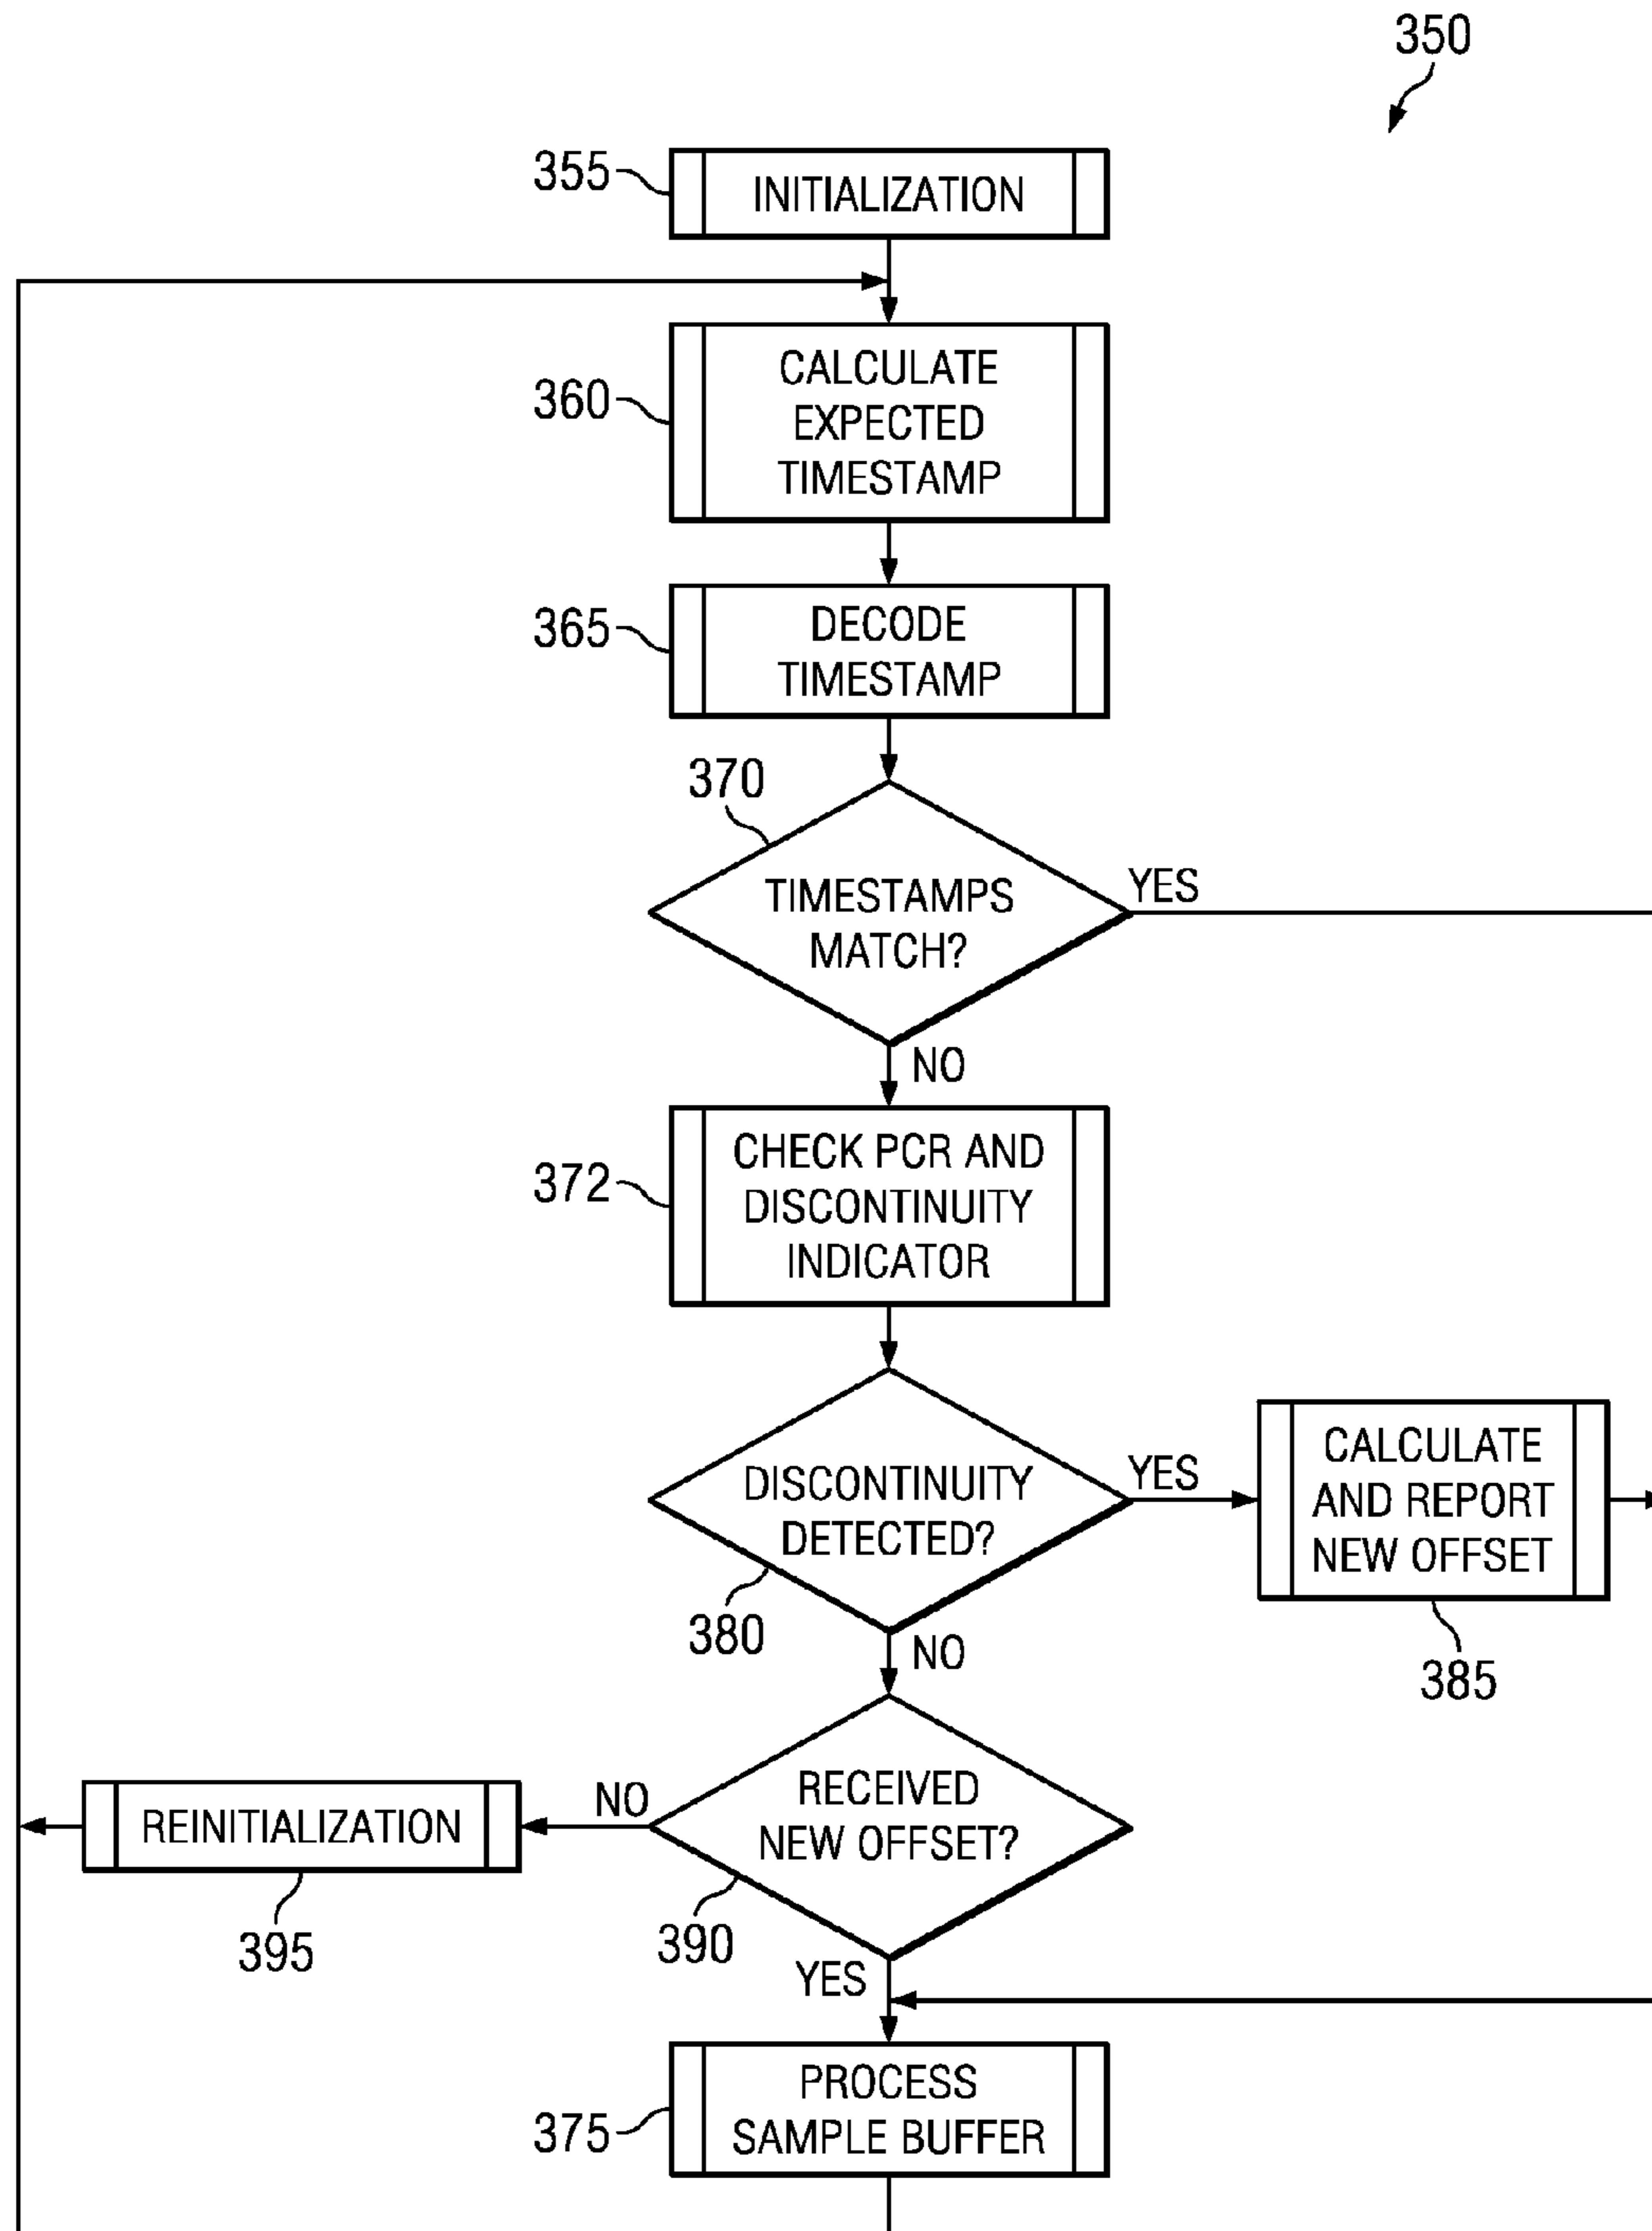 350
355
INITIALIZATION
360
CALCULATE
EXPECTED
TIMESTAMP
365
DECODE
TIMESTAMP
370
TIMESTAMPS
MATCH?
YES
NO
372
CHECK PCR AND
DISCONTINUITY
INDICATOR
DISCONTINUITY
DETECTED?
YES
380
NO
CALCULATE
AND REPORT
NEW OFFSET
385
RECEIVED
NEW OFFSET?
NO
REINITIALIZATION
395
390
YES
375
PROCESS
SAMPLE BUFFER